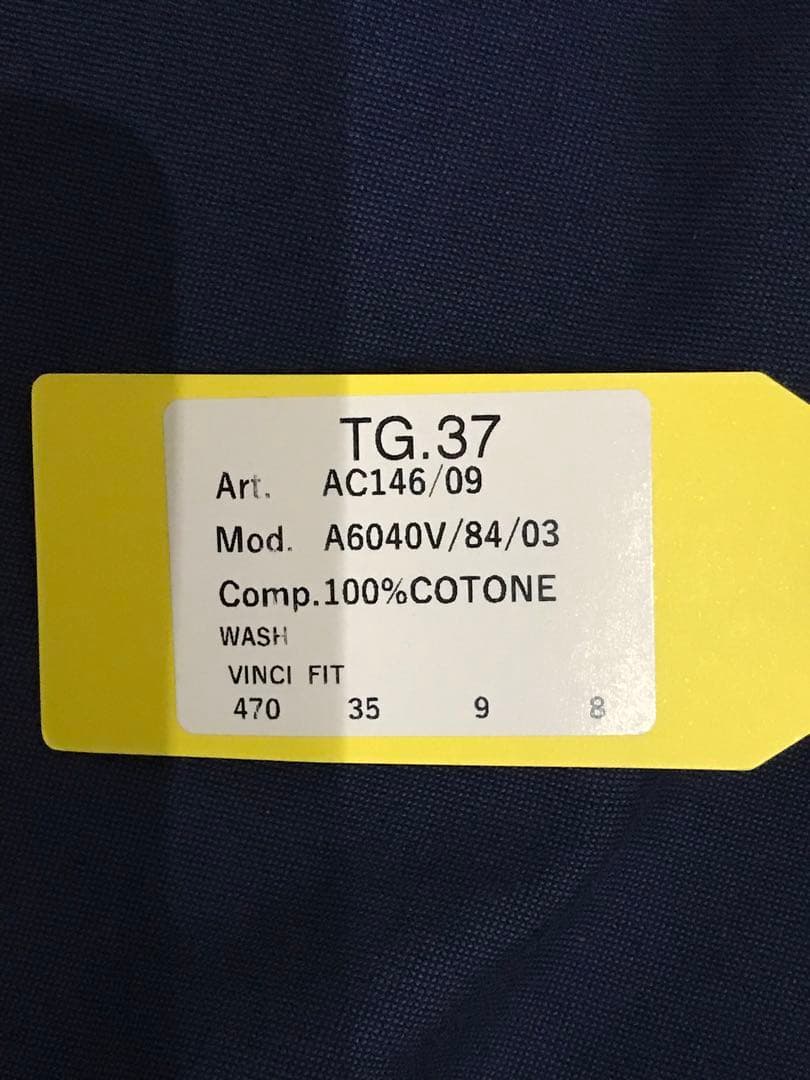 TG.37
Art. AC146/09
Mod. A6040V/84/03
Comp.100%COTONE
WASH
VINCI FIT
470 35 9 8